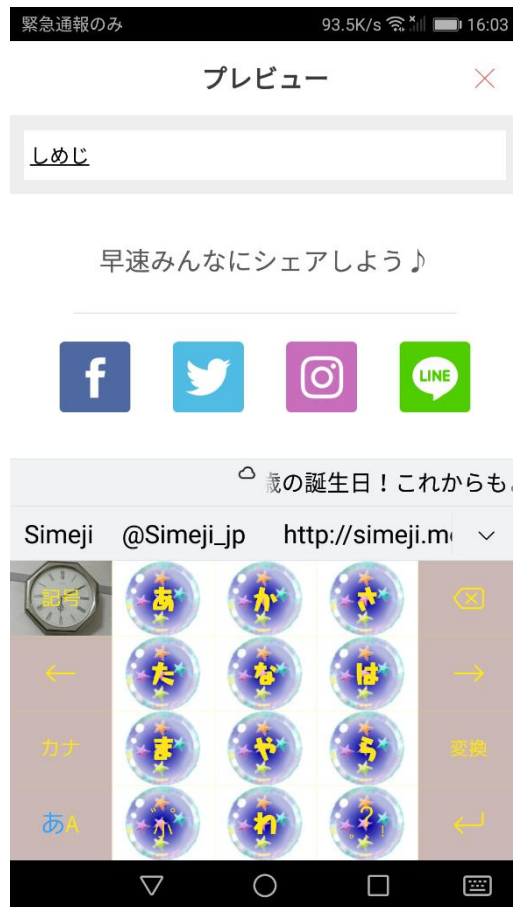 緊急通報のみ 93.5K/s 16:03
プレビュー
しめじ
早速みんなにシェアしよう♪
f LINE
歳の誕生日！これからも
Simeji @Simeji_jp http://simeji.m
記号 あ か さ
← た な は →
カナ ま や ら 変換
あA ゛゜ わ 、。?!